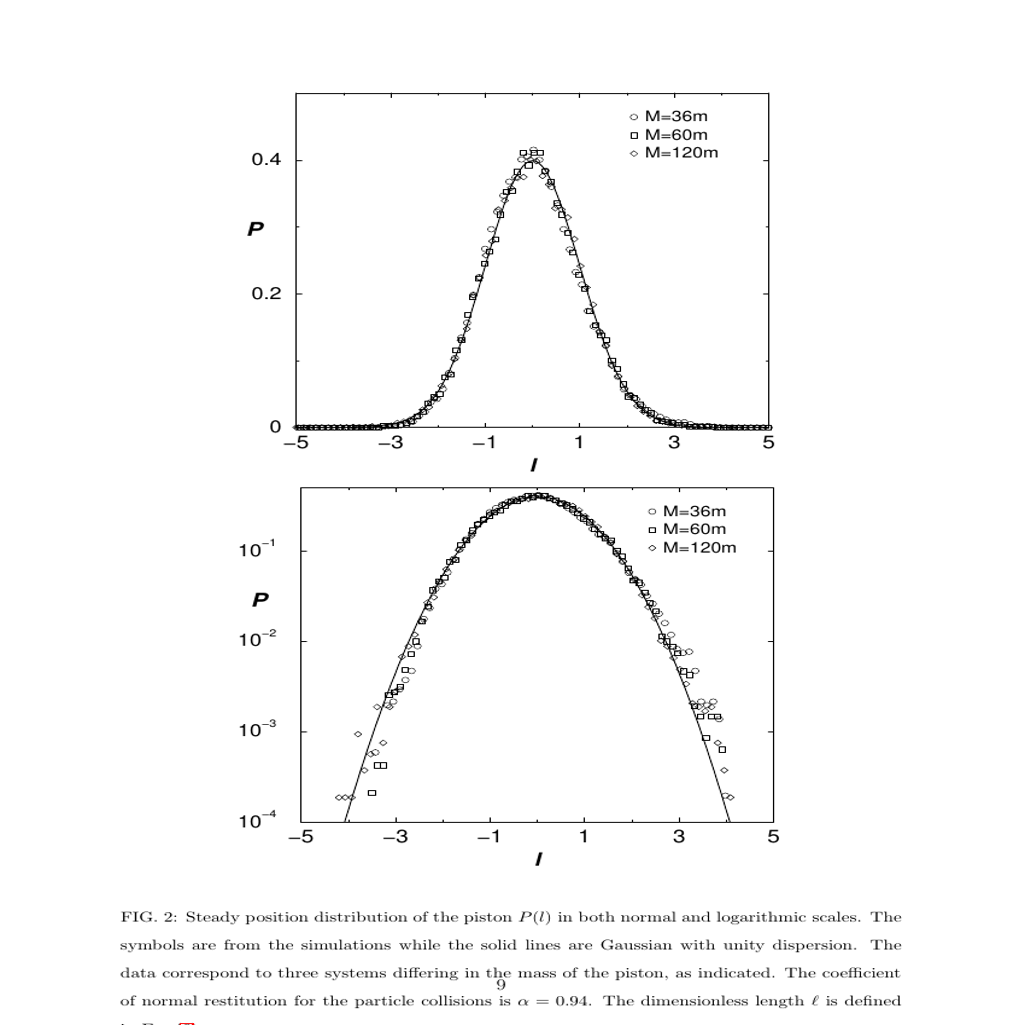 M=36m
M=60m
M=120m
0.4
P
0.2
0
−5 −3 −1 1 3 5
l
M=36m
M=60m
M=120m
10⁻¹
P
10⁻²
10⁻³
10⁻⁴
−5 −3 −1 1 3 5
l
FIG. 2: Steady position distribution of the piston P(l) in both normal and logarithmic scales. The
symbols are from the simulations while the solid lines are Gaussian with unity dispersion. The
data correspond to three systems differing in the mass of the piston, as indicated. The coefficient
9
of normal restitution for the particle collisions is α = 0.94. The dimensionless length ℓ is defined